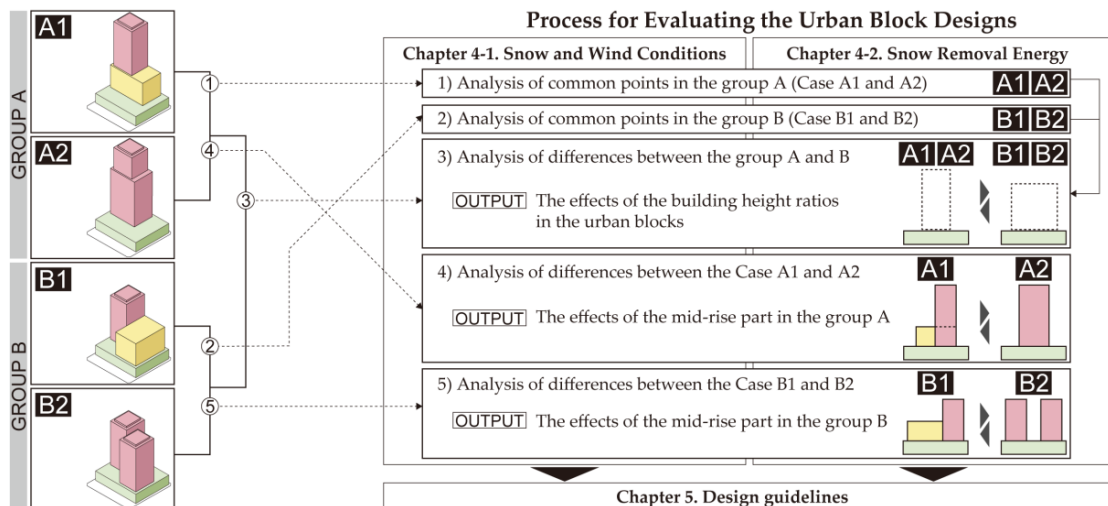 Process for Evaluating the Urban Block Designs
GROUP A
A1
A2
GROUP B
B1
B2
①
④
③
②
⑤
Chapter 4-1. Snow and Wind Conditions
Chapter 4-2. Snow Removal Energy
1) Analysis of common points in the group A (Case A1 and A2)
A1 A2
2) Analysis of common points in the group B (Case B1 and B2)
B1 B2
3) Analysis of differences between the group A and B
A1 A2 B1 B2
OUTPUT The effects of the building height ratios
in the urban blocks
4) Analysis of differences between the Case A1 and A2
A1 A2
OUTPUT The effects of the mid-rise part in the group A
5) Analysis of differences between the Case B1 and B2
B1 B2
OUTPUT The effects of the mid-rise part in the group B
Chapter 5. Design guidelines